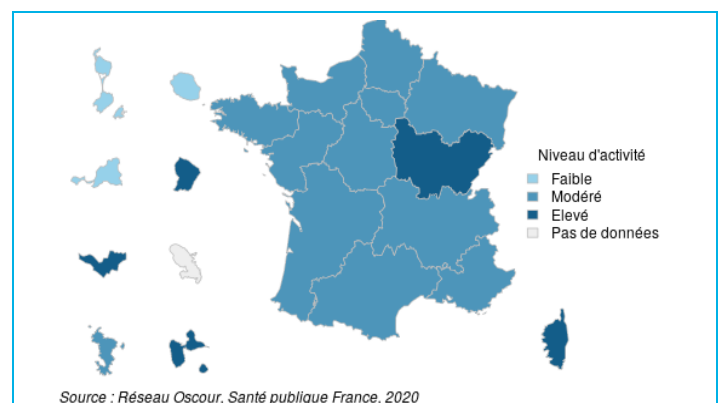 Niveau d'activité
Faible
Modéré
Elevé
Pas de données
Source : Réseau Oscour, Santé publique France, 2020